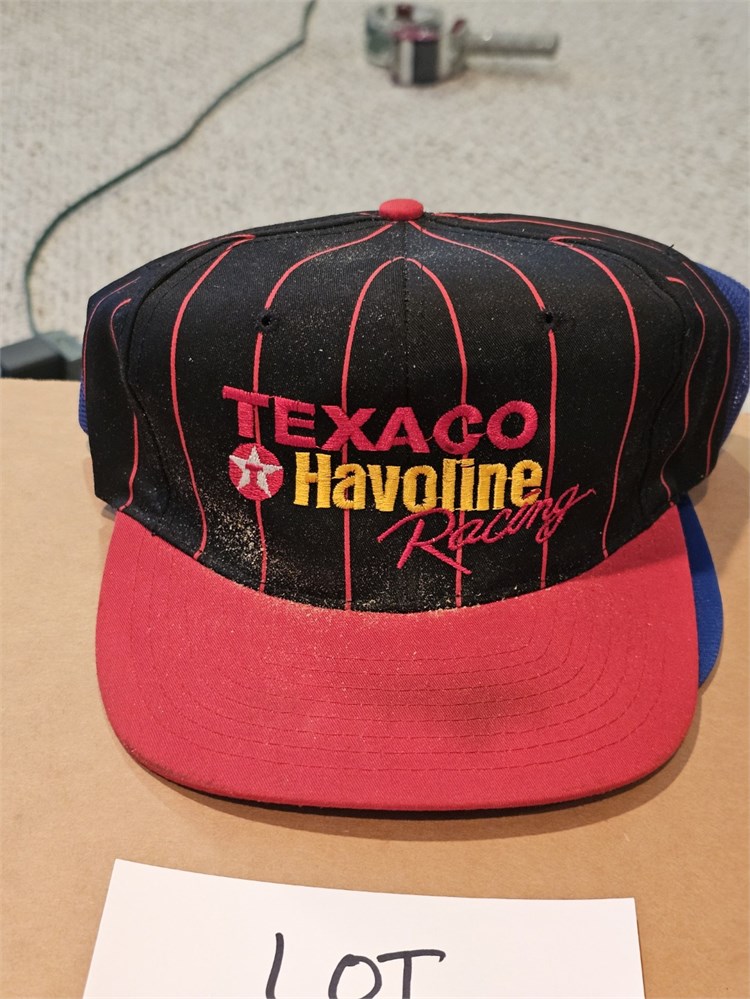 TEXACO
T Havoline
Racing
LOT